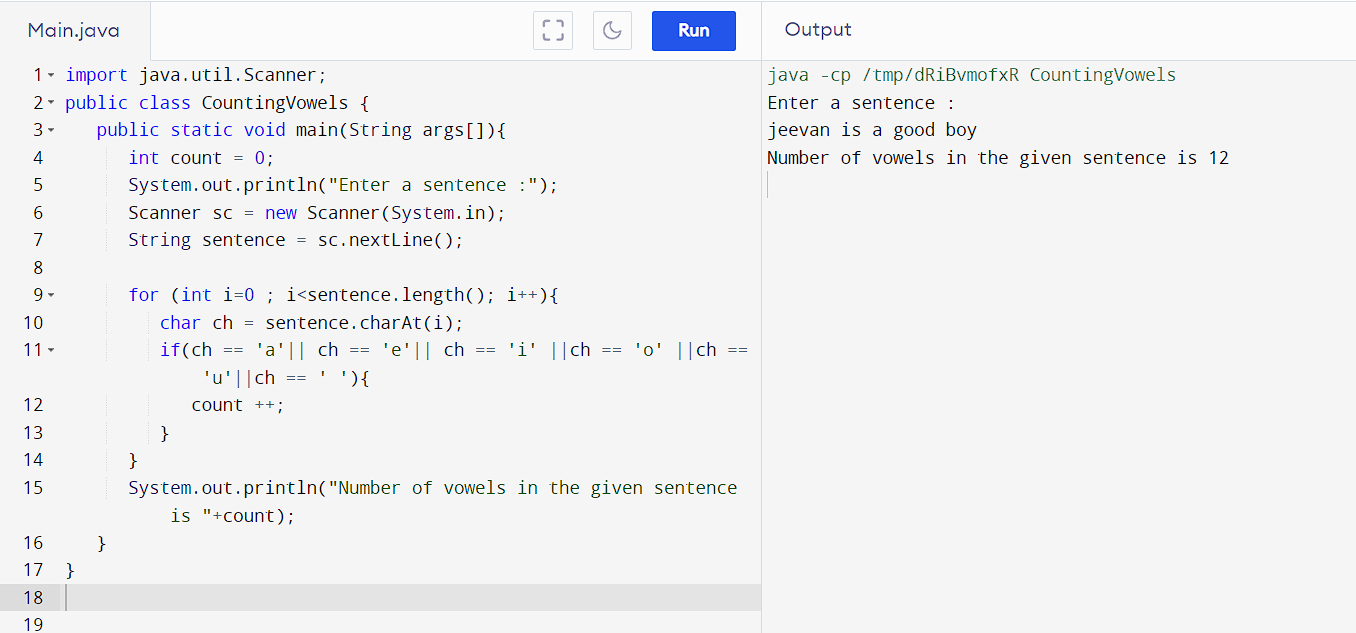 Main.java
Run
Output
1 import java.util.Scanner;
2 public class CountingVowels {
3 public static void main(String args[]){
4 int count = 0;
5 System.out.println("Enter a sentence :");
6 Scanner sc = new Scanner(System.in);
7 String sentence = sc.nextLine();
8
9 for (int i=0 ; i<sentence.length(); i++){
10 char ch = sentence.charAt(i);
11 if(ch == 'a'|| ch == 'e'|| ch == 'i' ||ch == 'o' ||ch ==
'u'||ch == ' '){
12 count ++;
13 }
14 }
15 System.out.println("Number of vowels in the given sentence
is "+count);
16 }
17 }
18
19
java -cp /tmp/dRiBvmofxR CountingVowels
Enter a sentence :
jeevan is a good boy
Number of vowels in the given sentence is 12